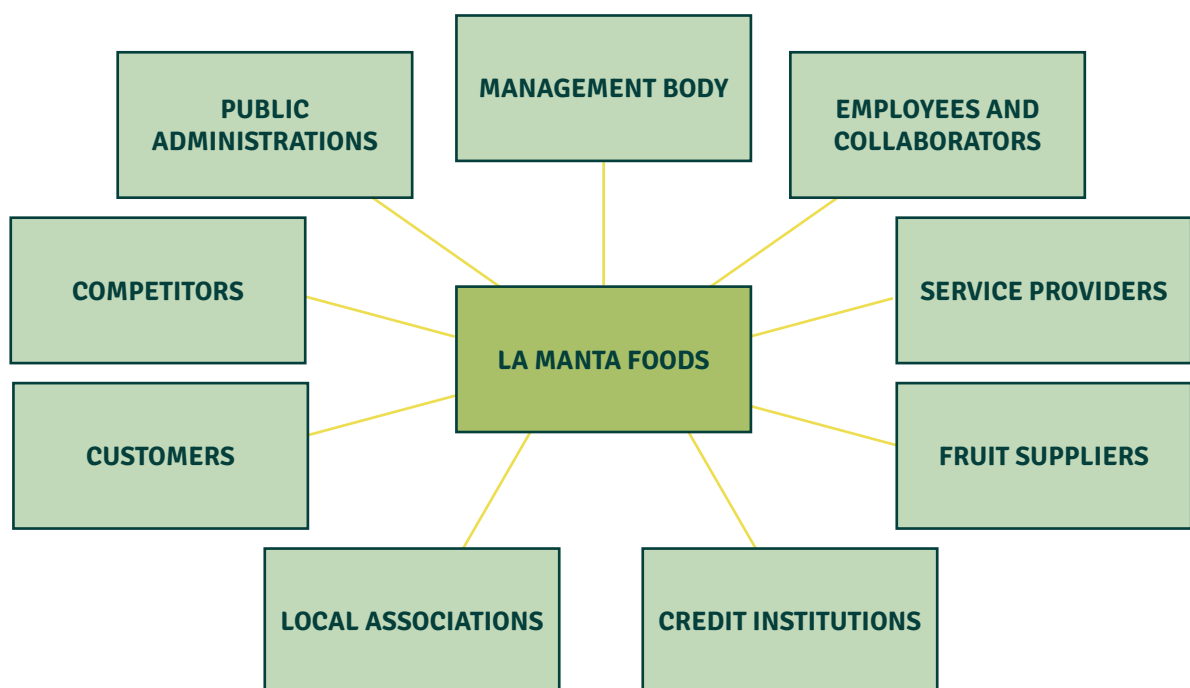 MANAGEMENT BODY
PUBLIC
ADMINISTRATIONS
EMPLOYEES AND
COLLABORATORS
COMPETITORS
SERVICE PROVIDERS
LA MANTA FOODS
CUSTOMERS
FRUIT SUPPLIERS
LOCAL ASSOCIATIONS
CREDIT INSTITUTIONS